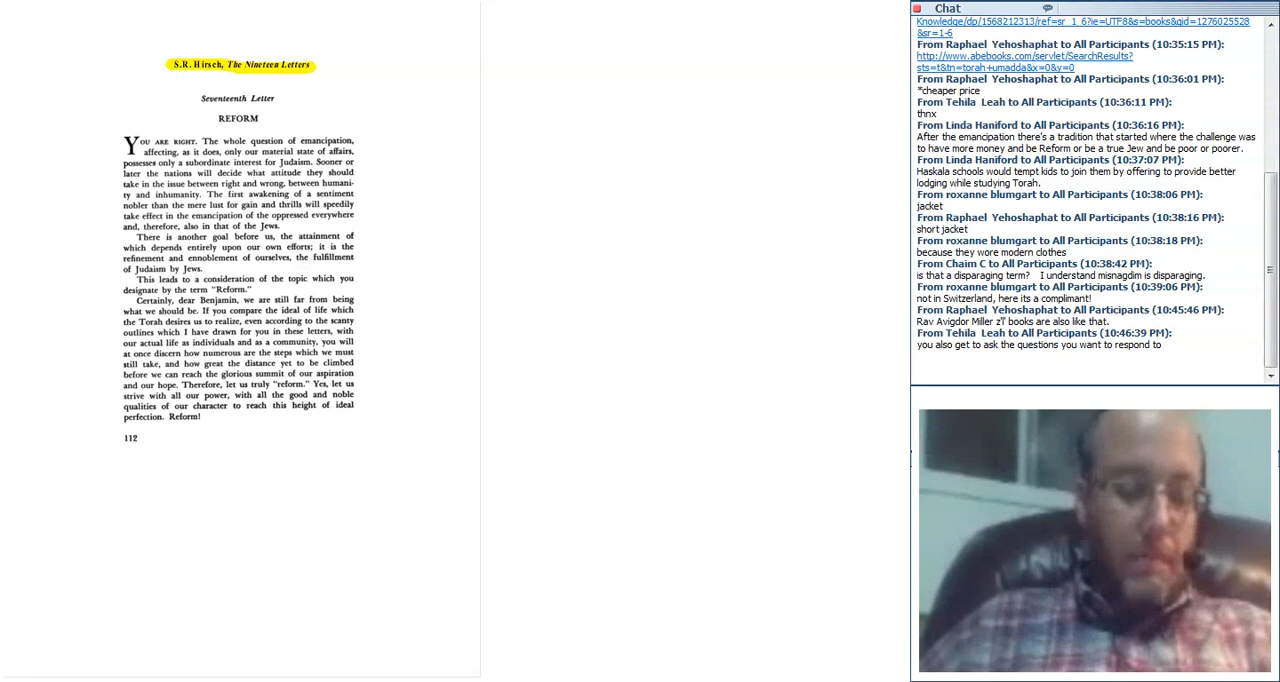 S.R. Hirsch, The Nineteen Letters
Seventeenth Letter
REFORM
YOU ARE RIGHT. The whole question of emancipation,
affecting, as it does, only our material state of affairs,
possesses only a subordinate interest for Judaism. Sooner or
later the nations will decide what attitude they should
take in the issue between right and wrong, between humani-
ty and inhumanity. The first awakening of a sentiment
nobler than the mere lust for gain and thrills will speedily
take effect in the emancipation of the oppressed everywhere
and, therefore, also in that of the Jews.
There is another goal before us, the attainment of
which depends entirely upon our own efforts; it is the
refinement and ennoblement of ourselves, the fulfillment
of Judaism by Jews.
This leads to a consideration of the topic which you
designate by the term "Reform."
Certainly, dear Benjamin, we are still far from being
what we should be. If you compare the ideal of life which
the Torah desires us to realize, even according to the scanty
outlines which I have drawn for you in these letters, with
our actual life as individuals and as a community, you will
at once discern how numerous are the steps which we must
still take, and how great the distance yet to be climbed
before we can reach the glorious summit of our aspiration
and our hope. Therefore, let us truly "reform." Yes, let us
strive with all our power, with all the good and noble
qualities of our character to reach this height of ideal
perfection. Reform!
112
Chat
Knowledge/dp/1568212313/ref=sr_1_6?ie=UTF8&s=books&qid=1276025528
&sr=1-6
From Raphael Yehoshaphat to All Participants (10:35:15 PM):
http://www.abebooks.com/servlet/SearchResults?
sts=t&tn=torah+umadda&x=0&y=0
From Raphael Yehoshaphat to All Participants (10:36:01 PM):
*cheaper price
From Tehila Leah to All Participants (10:36:11 PM):
thnx
From Linda Haniford to All Participants (10:36:16 PM):
After the emancipation there's a tradition that started where the challenge was
to have more money and be Reform or be a true Jew and be poor or poorer.
From Linda Haniford to All Participants (10:37:07 PM):
Haskala schools would tempt kids to join them by offering to provide better
lodging while studying Torah.
From roxanne blumgart to All Participants (10:38:06 PM):
jacket
From Raphael Yehoshaphat to All Participants (10:38:16 PM):
short jacket
From roxanne blumgart to All Participants (10:38:18 PM):
because they wore modern clothes
From Chaim C to All Participants (10:38:42 PM):
is that a disparaging term? I understand misnagdim is disparaging.
From roxanne blumgart to All Participants (10:39:06 PM):
not in Switzerland, here its a complimant!
From Raphael Yehoshaphat to All Participants (10:45:46 PM):
Rav Avigdor Miller z'l' books are also like that.
From Tehila Leah to All Participants (10:46:39 PM):
you also get to ask the questions you want to respond to